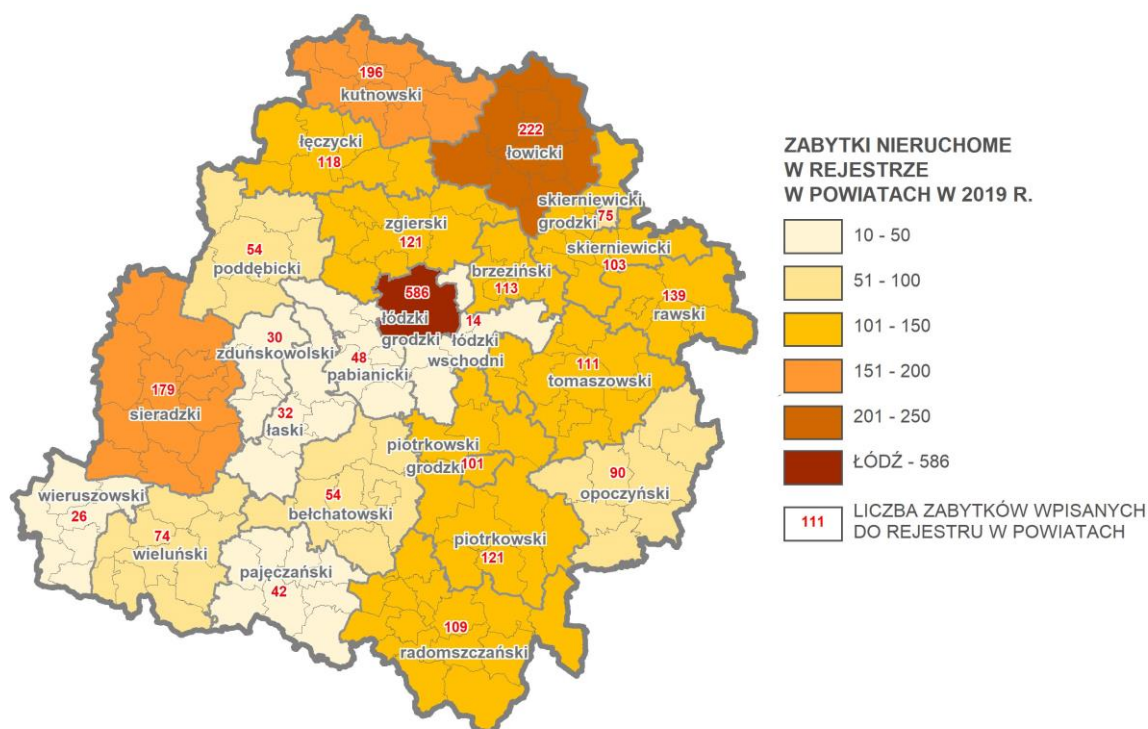 196
kutnowski
222
łowicki
łęczycki
118
skierniewicki
grodzki
75
zgierski
121
skierniewicki
103
54
poddębicki
brzeziński
113
586
łódzki
grodzki
139
rawski
14
łódzki
wschodni
30
zduńskowolski
48
pabianicki
111
tomaszowski
179
sieradzki
32
łaski
piotrkowski
grodzki
101
90
opoczyński
wieruszowski
26
54
bełchatowski
74
wieluński
piotrkowski
121
pajęczański
42
109
radomszczański
ZABYTKI NIERUCHOME
W REJESTRZE
W POWIATACH W 2019 R.
10 - 50
51 - 100
101 - 150
151 - 200
201 - 250
ŁÓDŹ - 586
111
LICZBA ZABYTKÓW WPISANYCH
DO REJESTRU W POWIATACH